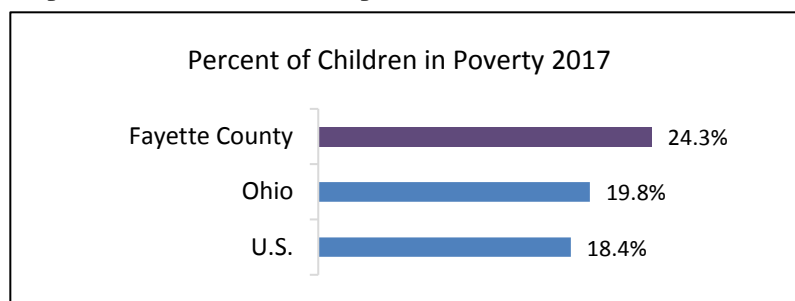 Percent of Children in Poverty 2017
Fayette County 24.3%
Ohio 19.8%
U.S. 18.4%